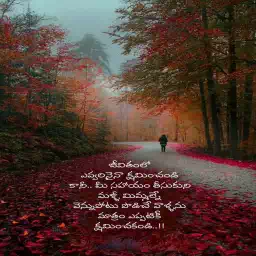 జీవితంలో
ఎవ్వరినైనా క్షమించండి
కానీ.. మీ సహాయం తీసుకుని
మళ్ళీ మిమ్మల్నే
వెన్నుపోటు పొడిచే వాళ్ళను
మాత్రం ఎప్పటికీ
క్షమించకండి..!!